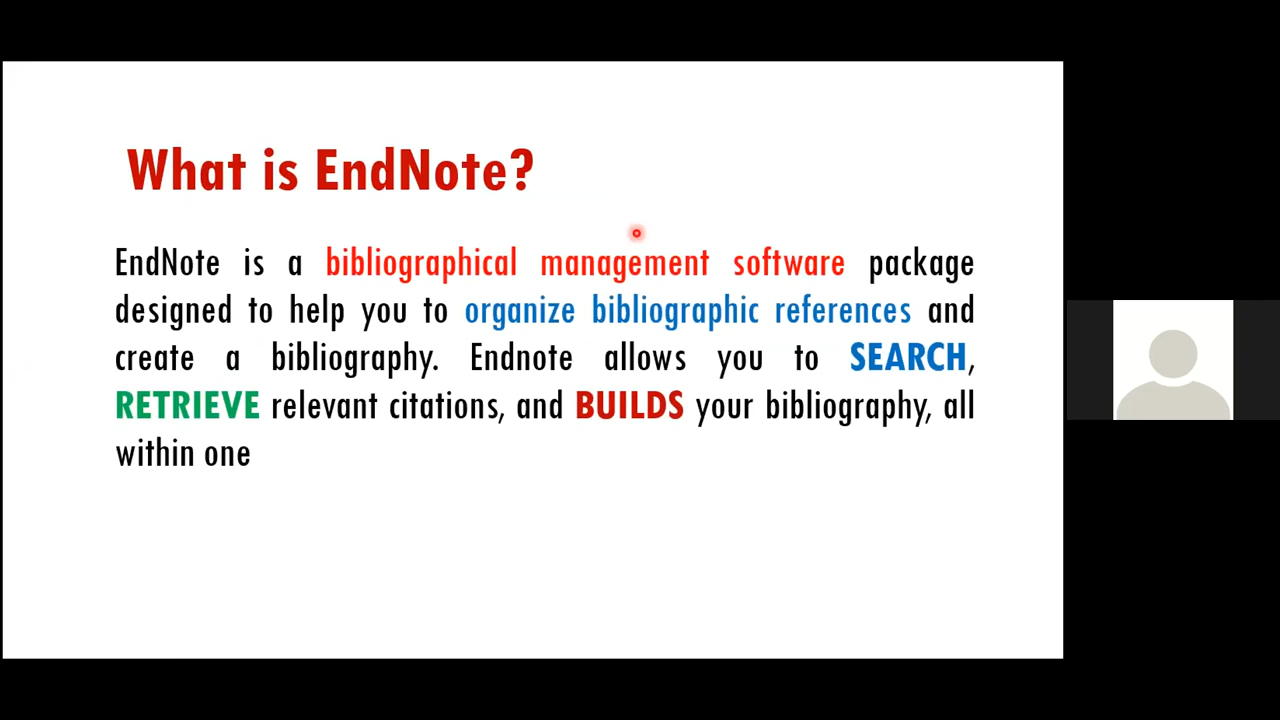 What is EndNote?
EndNote is a bibliographical management software package
designed to help you to organize bibliographic references and
create a bibliography. Endnote allows you to SEARCH,
RETRIEVE relevant citations, and BUILDS your bibliography, all
within one